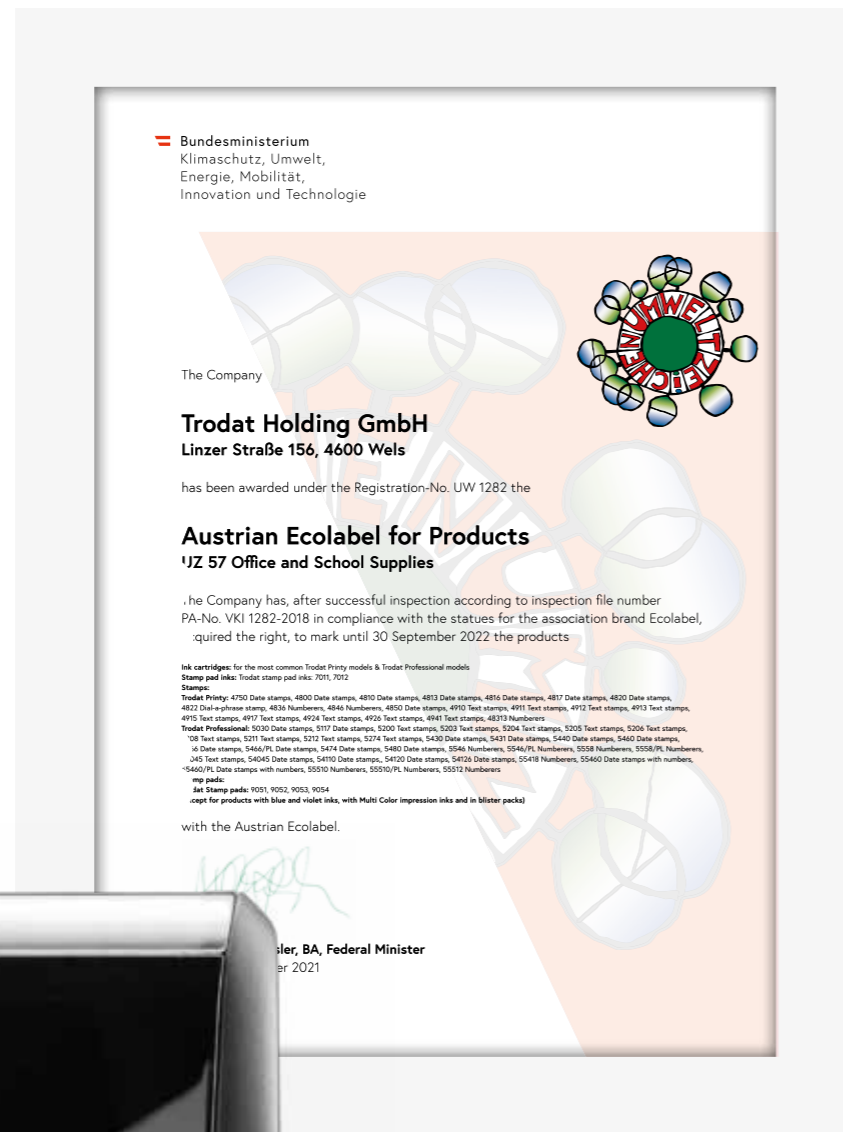 Bundesministerium
Klimaschutz, Umwelt,
Energie, Mobilität,
Innovation und Technologie
UMWELTZEICHEN
The Company
Trodat Holding GmbH
Linzer Straße 156, 4600 Wels
has been awarded under the Registration-No. UW 1282 the
Austrian Ecolabel for Products
UZ 57 Office and School Supplies
he Company has, after successful inspection according to inspection file number
PA-No. VKI 1282-2018 in compliance with the statues for the association brand Ecolabel,
quired the right, to mark until 30 September 2022 the products
Ink cartridges: for the most common Trodat Printy models & Trodat Professional models
Stamp pad inks: Trodat stamp pad inks: 7011, 7012
Stamps:
Trodat Printy: 4750 Date stamps, 4800 Date stamps, 4810 Date stamps, 4813 Date stamps, 4816 Date stamps, 4817 Date stamps, 4820 Date stamps,
4822 Dial-a-phrase stamp, 4836 Numberers, 4846 Numberers, 4850 Date stamps, 4910 Text stamps, 4911 Text stamps, 4912 Text stamps, 4913 Text stamps,
4915 Text stamps, 4917 Text stamps, 4924 Text stamps, 4926 Text stamps, 4941 Text stamps, 48313 Numberers
Trodat Professional: 5030 Date stamps, 5117 Date stamps, 5200 Text stamps, 5203 Text stamps, 5204 Text stamps, 5205 Text stamps, 5206 Text stamps,
08 Text stamps, 5211 Text stamps, 5212 Text stamps, 5274 Text stamps, 5430 Date stamps, 5431 Date stamps, 5440 Date stamps, 5460 Date stamps,
6 Date stamps, 5466/PL Date stamps, 5474 Date stamps, 5480 Date stamps, 5546 Numberers, 5546/PL Numberers, 5558 Numberers, 5558/PL Numberers,
045 Text stamps, 54045 Date stamps, 54110 Date stamps,, 54120 Date stamps, 54126 Date stamps, 55418 Numberers, 55460 Date stamps with numbers,
5460/PL Date stamps with numbers, 55510 Numberers, 55510/PL Numberers, 55512 Numberers
mp pads:
dat Stamp pads: 9051, 9052, 9053, 9054
cept for products with blue and violet inks, with Multi Color impression inks and in blister packs)
with the Austrian Ecolabel.
sler, BA, Federal Minister
er 2021